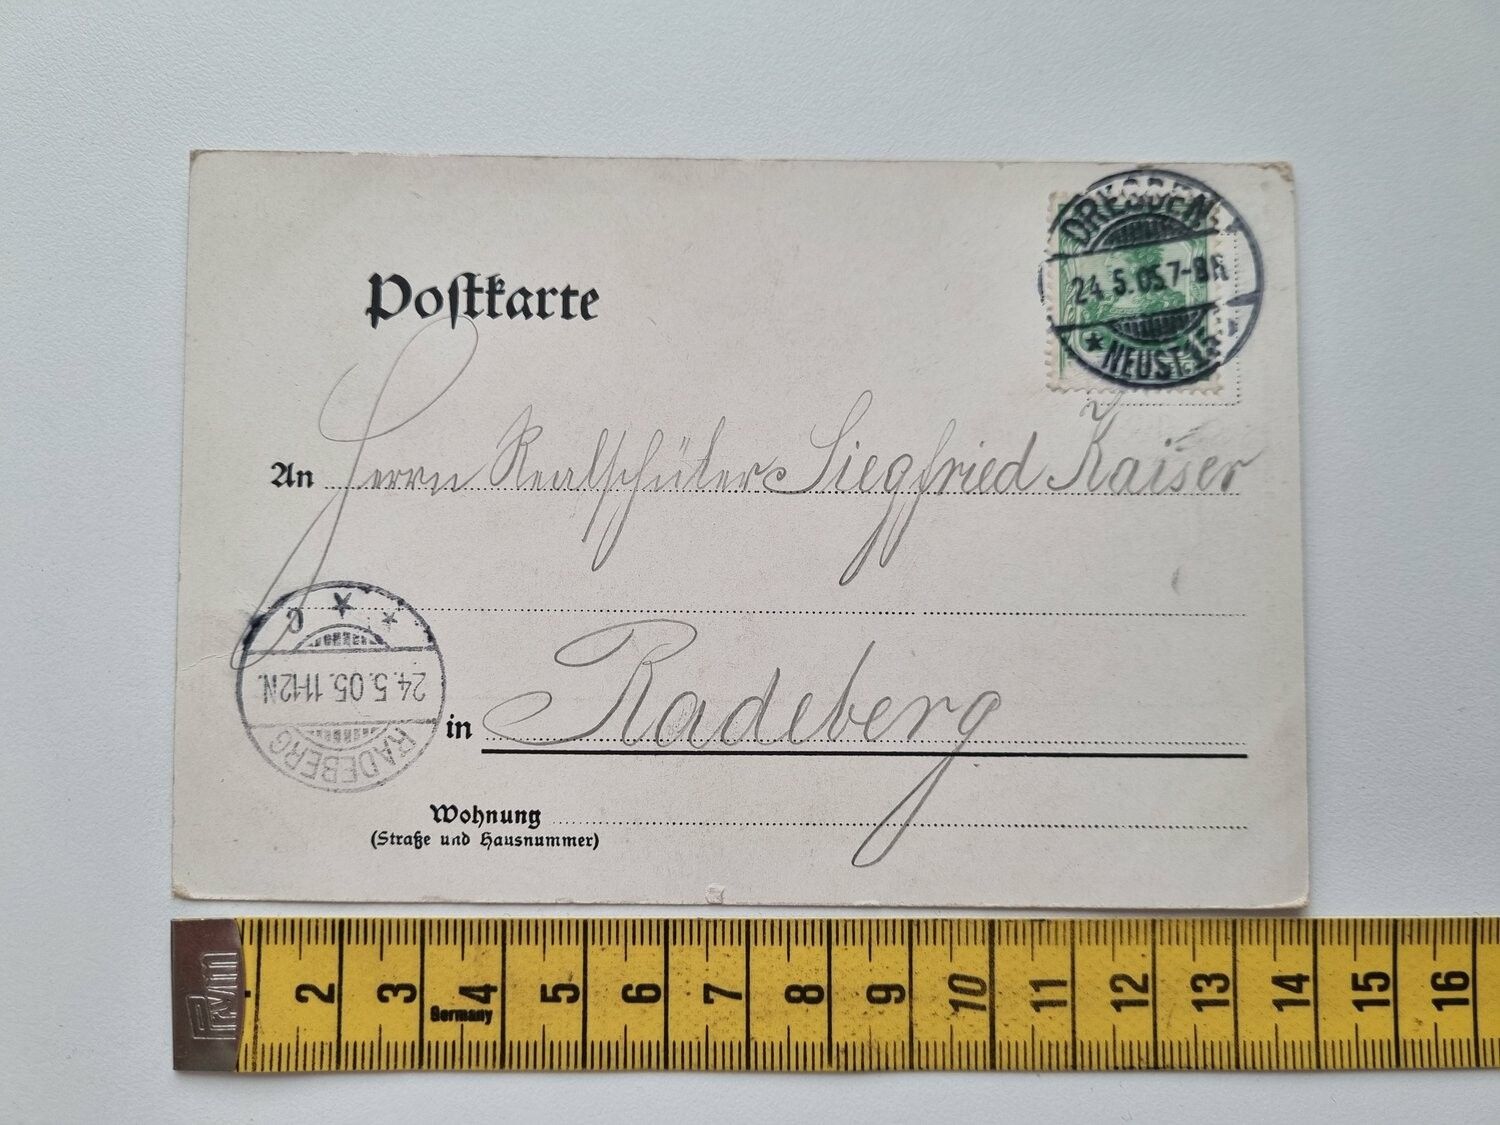 Postkarte
DRESDEN
24.5.05.7-8N
* NEUST.
An Herrn Realschüler Siegfried Kaiser
c * *
24.5.05.11-12N.
RADEBERG
in Radeberg
Wohnung
(Straße und Hausnummer)
Prym
2 3 4 5 6 7 8 9 10 11 12 13 14 15 16
Germany